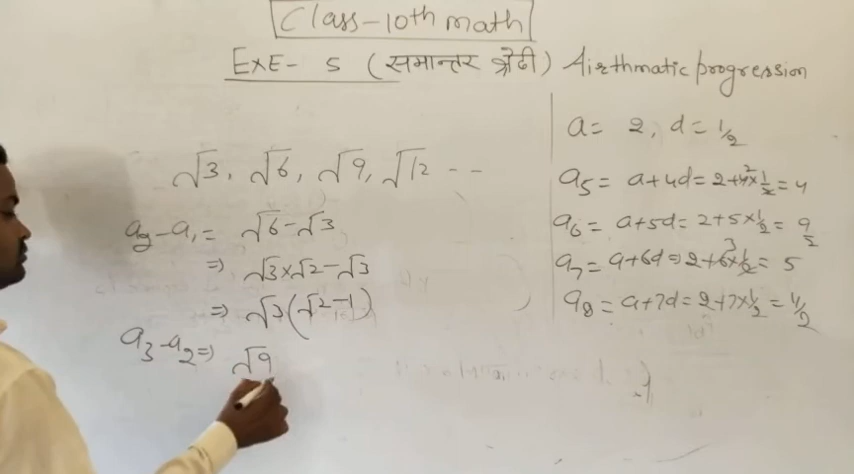 Class-10th math
EXE- 5 (समान्तर श्रेढी) Airthmatic progression
√3, √6, √9, √12 - -
a2-a1= √6-√3
⇒ √3×√2-√3
⇒ √3(√2-1)
a3-a2⇒ √9
a= 2, d=1/2
a5= a+4d=2+4×1/2=4
a6= a+5d=2+5×1/2=9/2
a7= a+6d⇒2+6×1/2=5
a8=a+7d=2+7×1/2=11/2